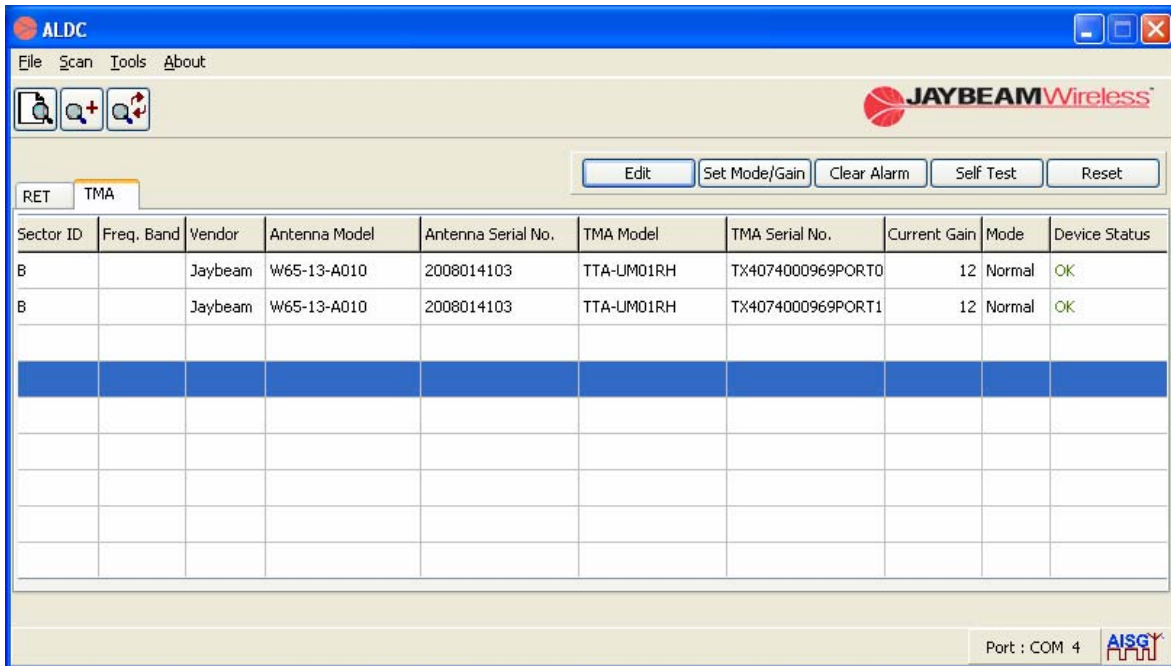 ALDC
File Scan Tools About
JAYBEAM Wireless
Edit Set Mode/Gain Clear Alarm Self Test Reset
RET TMA
Sector ID Freq. Band Vendor Antenna Model Antenna Serial No. TMA Model TMA Serial No. Current Gain Mode Device Status
B Jaybeam W65-13-A010 2008014103 TTA-UM01RH TX4074000969PORT0 12 Normal OK
B Jaybeam W65-13-A010 2008014103 TTA-UM01RH TX4074000969PORT1 12 Normal OK
Port : COM 4 AISG